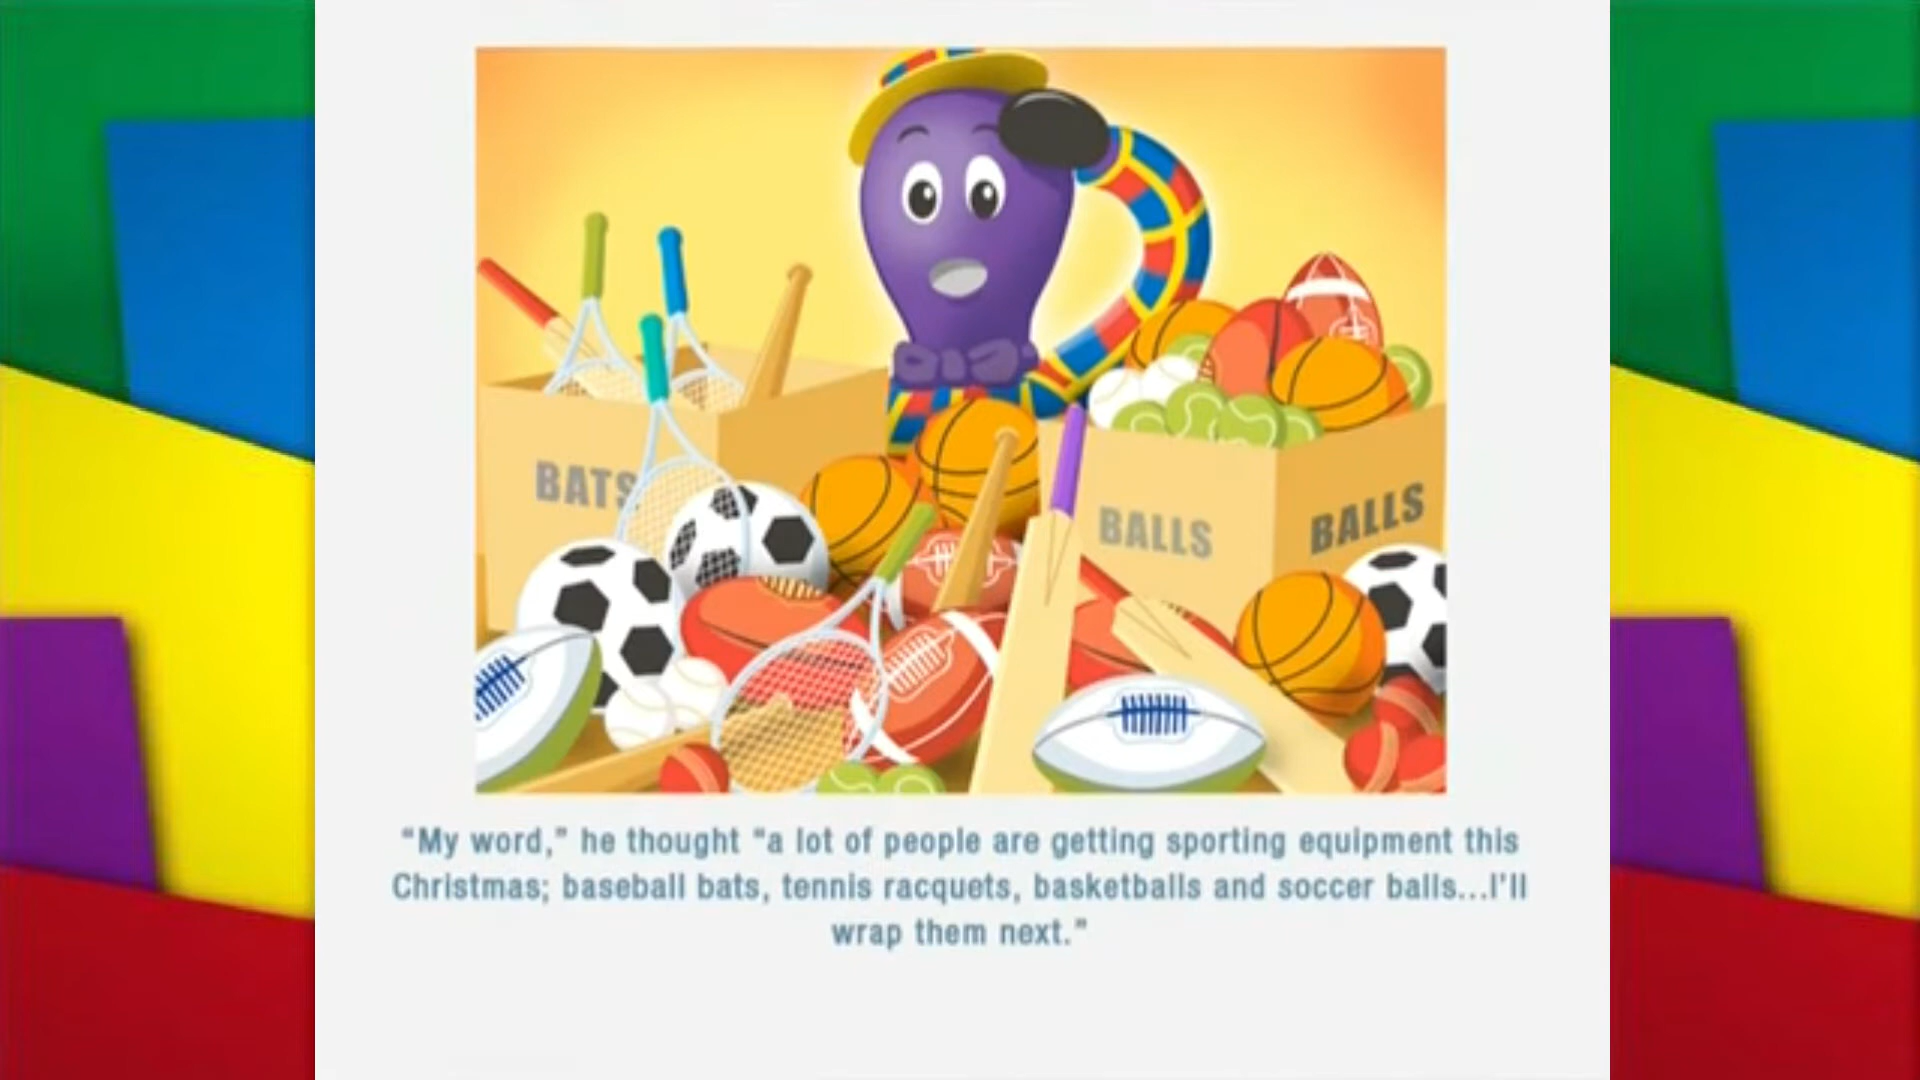 BATS
BALLS
BALLS
“My word,” he thought “a lot of people are getting sporting equipment this
Christmas; baseball bats, tennis racquets, basketballs and soccer balls...I’ll
wrap them next.”